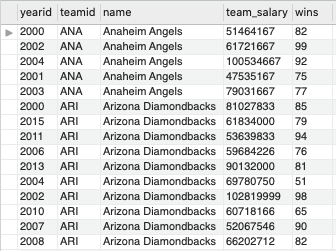 yearid teamid name team_salary wins
2000 ANA Anaheim Angels 51464167 82
2002 ANA Anaheim Angels 61721667 99
2004 ANA Anaheim Angels 100534667 92
2001 ANA Anaheim Angels 47535167 75
2003 ANA Anaheim Angels 79031667 77
2000 ARI Arizona Diamondbacks 81027833 85
2015 ARI Arizona Diamondbacks 61834000 79
2011 ARI Arizona Diamondbacks 53639833 94
2006 ARI Arizona Diamondbacks 59684226 76
2013 ARI Arizona Diamondbacks 90132000 81
2004 ARI Arizona Diamondbacks 69780750 51
2002 ARI Arizona Diamondbacks 102819999 98
2010 ARI Arizona Diamondbacks 60718166 65
2007 ARI Arizona Diamondbacks 52067546 90
2008 ARI Arizona Diamondbacks 66202712 82